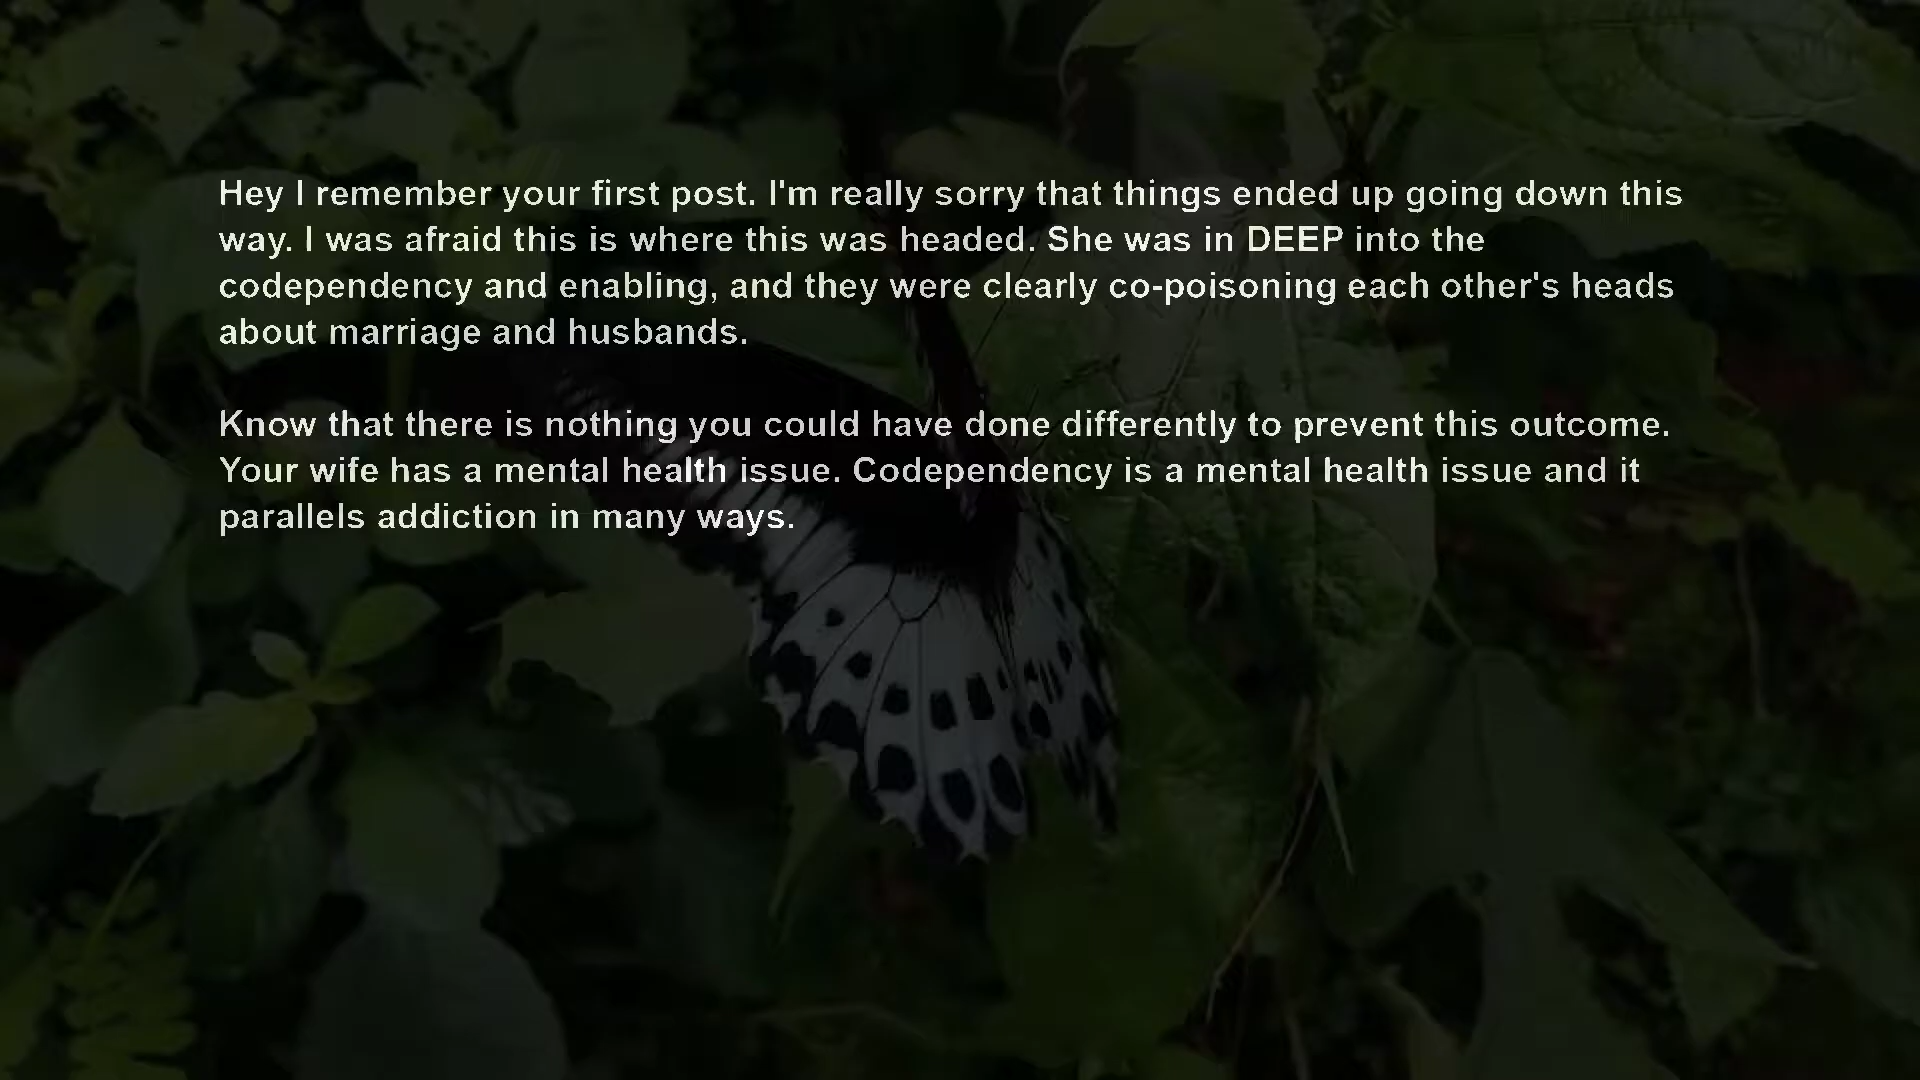 Hey I remember your first post. I'm really sorry that things ended up going down this
way. I was afraid this is where this was headed. She was in DEEP into the
codependency and enabling, and they were clearly co-poisoning each other's heads
about marriage and husbands.
Know that there is nothing you could have done differently to prevent this outcome.
Your wife has a mental health issue. Codependency is a mental health issue and it
parallels addiction in many ways.